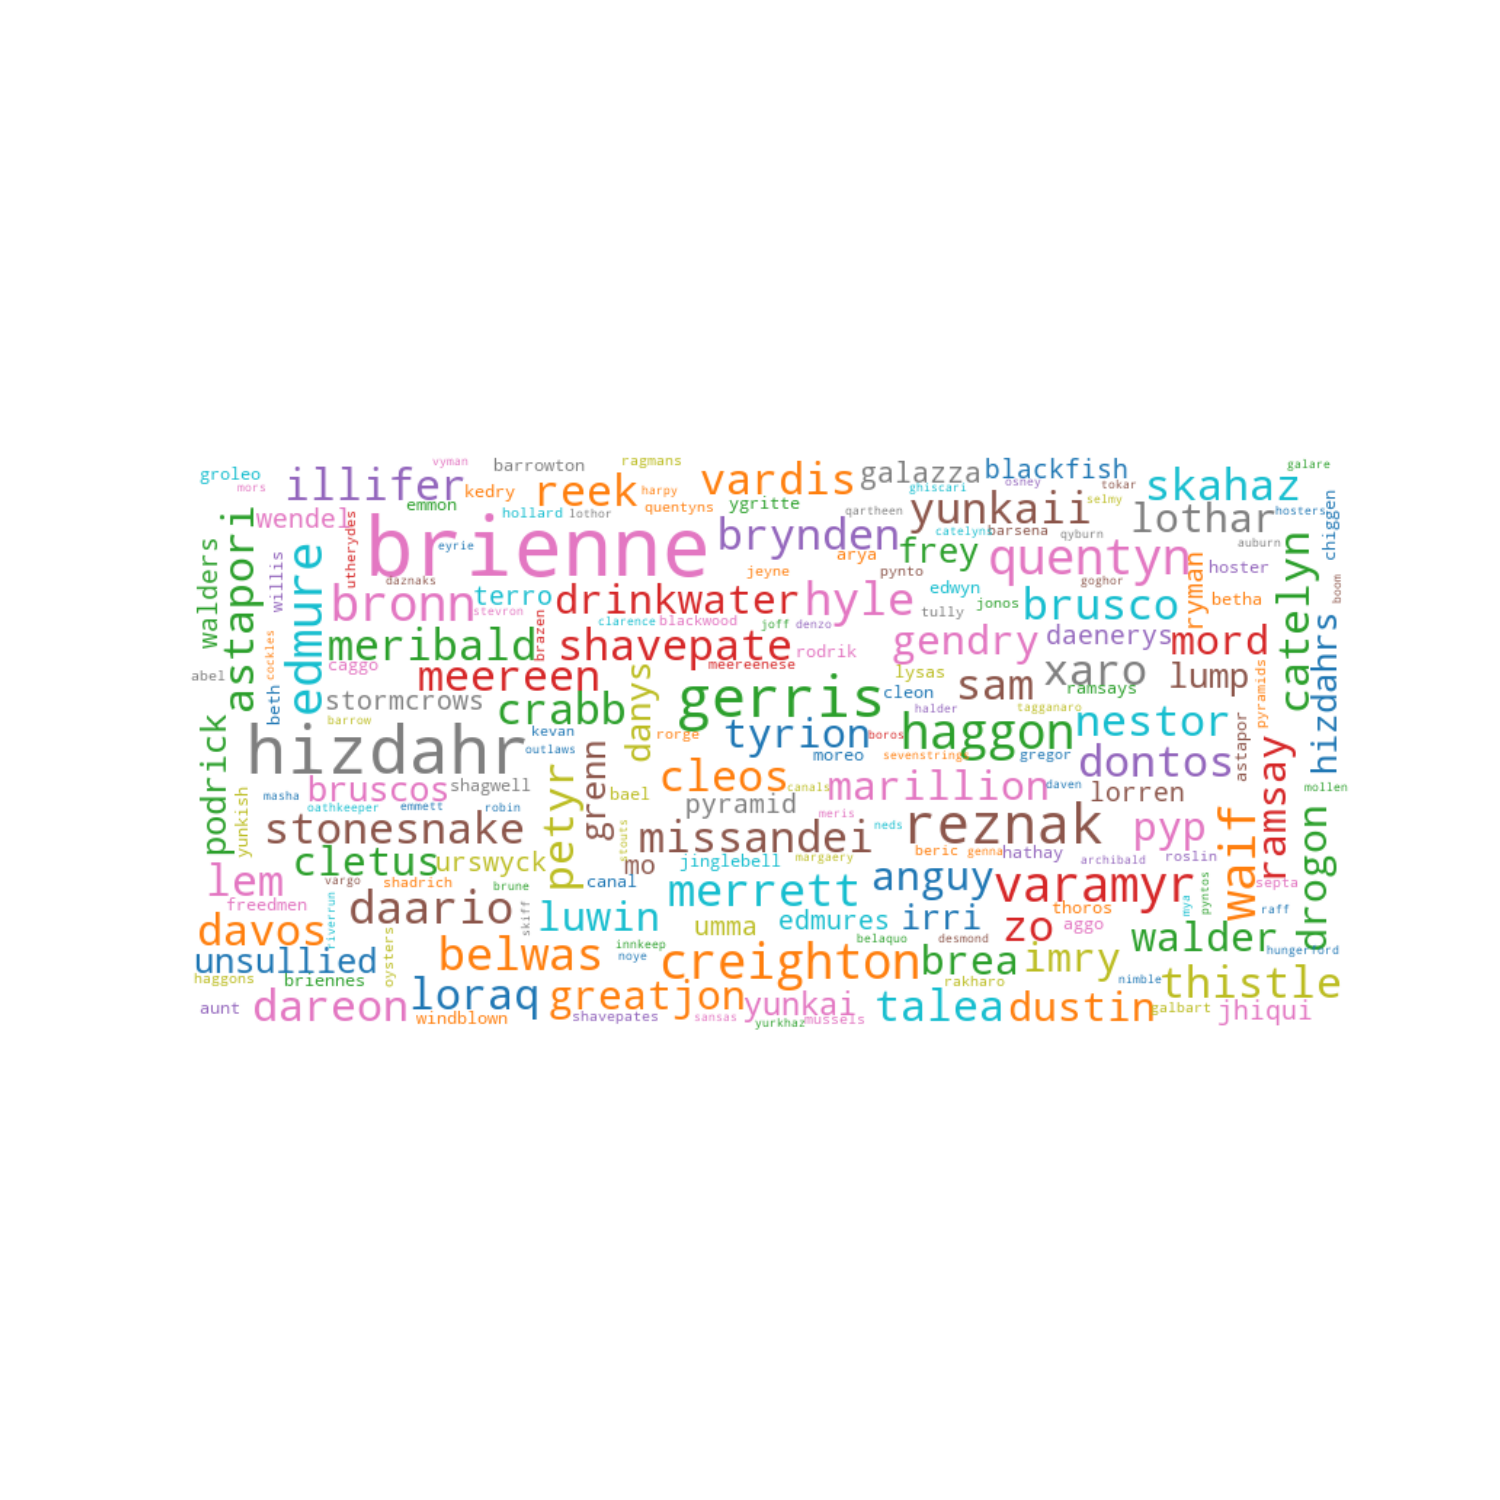 groleo
mors
illifer
vyman
kedry
emmon
barrowton
reek
hollard
lothor
ragmans
harpy
quentyns
vardis
ygritte
galazza
blackfish
ghiscari
osney
tokar
selmy
skahaz
galare
hosters
chiggen
wendel
utherydes
brienne
eyrie
daznaks
brynden
qartheen
yunkaii
catelyns
barsena
qyburn
lothar
auburn
walders
astapori
willis
edmure
bronn
terro
stevron
drinkwater
jeyne
arya
pynto
frey
edwyn
quentyn
goghor
hoster
betha
ryman
catelyn
boom
hizdahrs
hyle
tully
jonos
brusco
clarence
blackwood
joff
denzo
brazen
meribald
shavepate
rodrik
gendry
daenerys
mord
abel
cockles
beth
caggo
meereen
meereenese
lysas
xaro
lump
pyramids
stormcrows
crabb
danys
gerris
cleon
sam
ramsays
halder
tagganaro
nestor
podrick
barrow
hizdahr
kevan
outlaws
rorge
tyrion
boros
haggon
moreo
sevenstrings
gregor
dontos
astapor
ramsay
yunkish
bruscos
shagwell
petyr
grenn
bael
cleos
canals
marillion
daven
lorren
mollen
masha
oathkeeper
emmett
robin
pyramid
meris
stonesnake
stouts
missandei
neds
reznak
pyp
waif
drogon
cletus
urswyck
mo
jinglebell
margaery
beric
genna
hathay
archibald
roslin
lem
vargo
shadrich
brune
canal
merrett
anguy
varamyr
mya
pyntos
septa
freedmen
riverrun
daario
skiff
luwin
umma
edmures
irri
zo
thoros
aggo
raff
davos
oysters
belwas
innkeep
noye
belaquo
desmond
brea
imry
walder
hungerford
unsullied
haggons
briennes
creighton
rakharo
nimble
thistle
aunt
dareon
loraq
windblown
greatjon
shavepates
sansas
yunkai
yurkhaz
mussels
talea
dustin
galbart
jhiqui